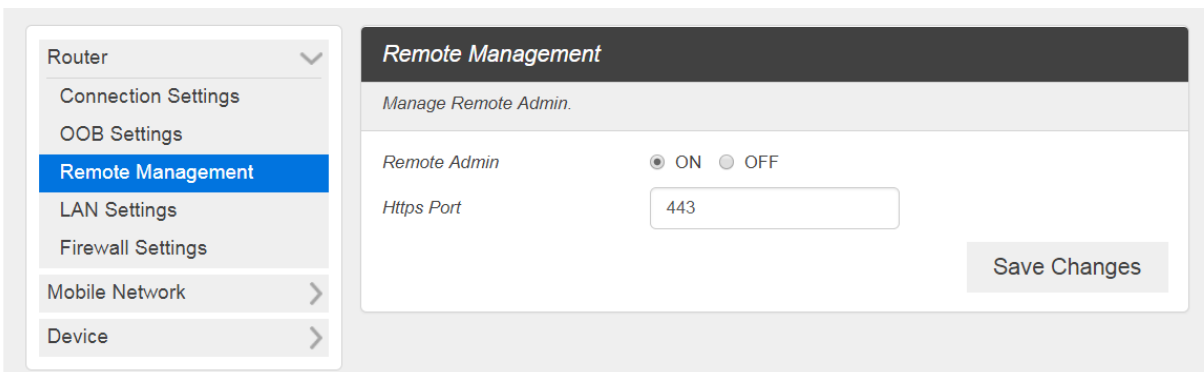 Router
Connection Settings
OOB Settings
Remote Management
LAN Settings
Firewall Settings
Mobile Network
Device
Remote Management
Manage Remote Admin.
Remote Admin ON OFF
Https Port 443
Save Changes